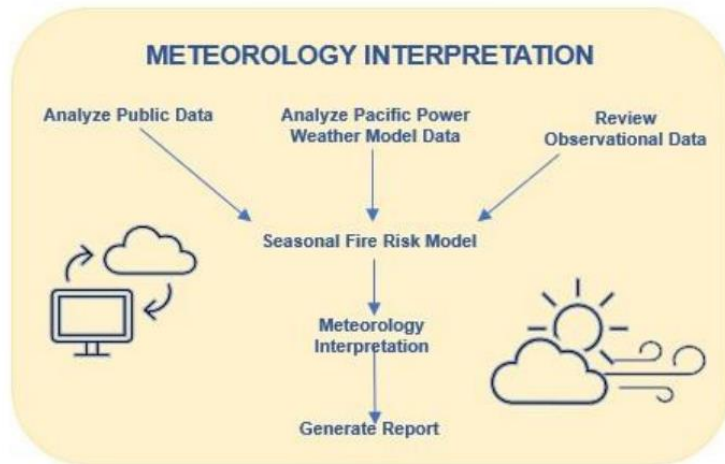 METEOROLOGY INTERPRETATION
Analyze Public Data
Analyze Pacific Power
Weather Model Data
Review
Observational Data
Seasonal Fire Risk Model
Meteorology
Interpretation
Generate Report